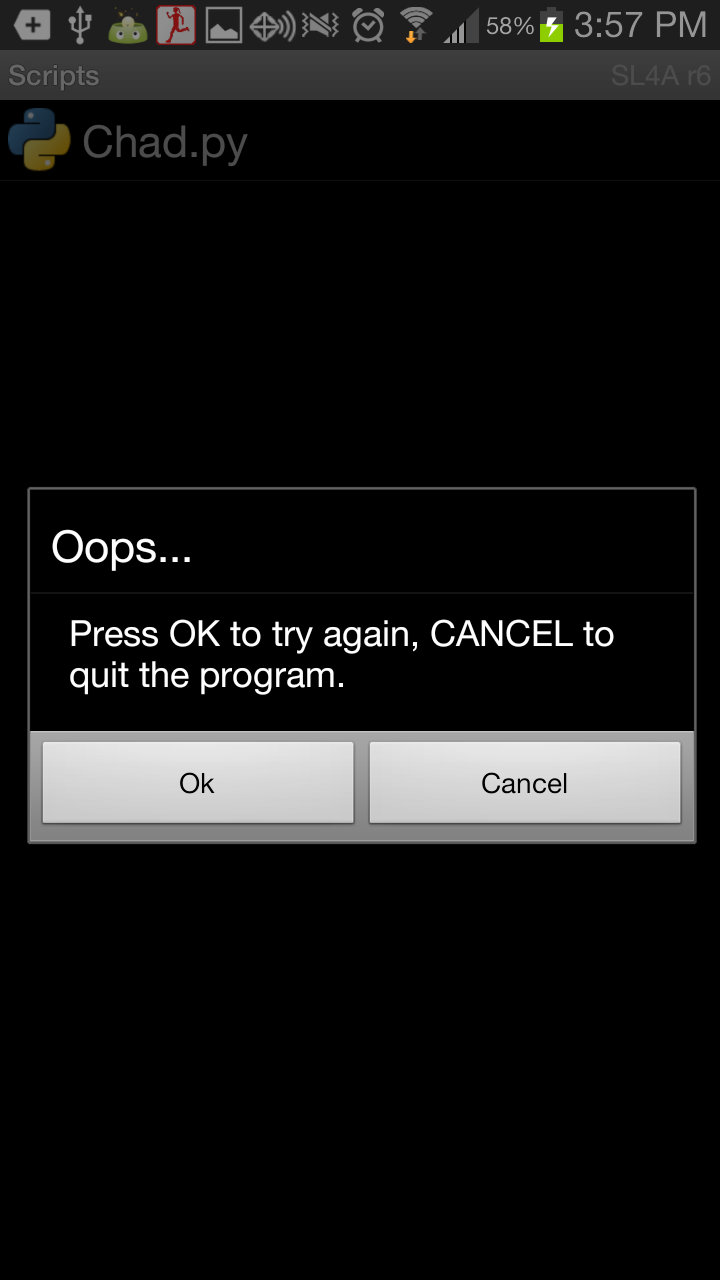 58% 3:57 PM
Scripts SL4A r6
Chad.py
Oops...
Press OK to try again, CANCEL to
quit the program.
Ok Cancel